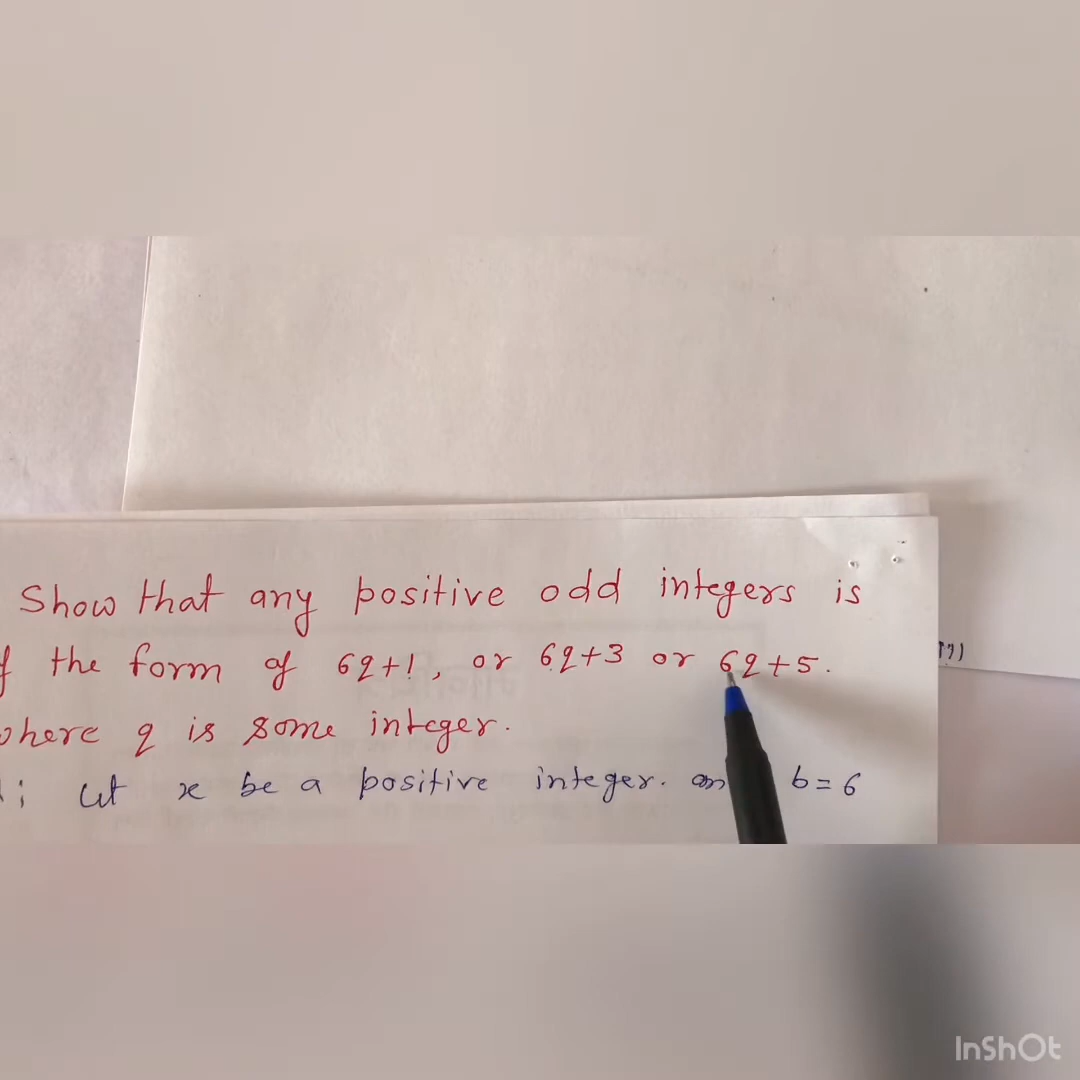 Show that any positive odd integers is
f the form of 6q+1, or 6q+3 or 6q+5.
where q is some integer.
Let x be a positive integer. an b=6
InShOt